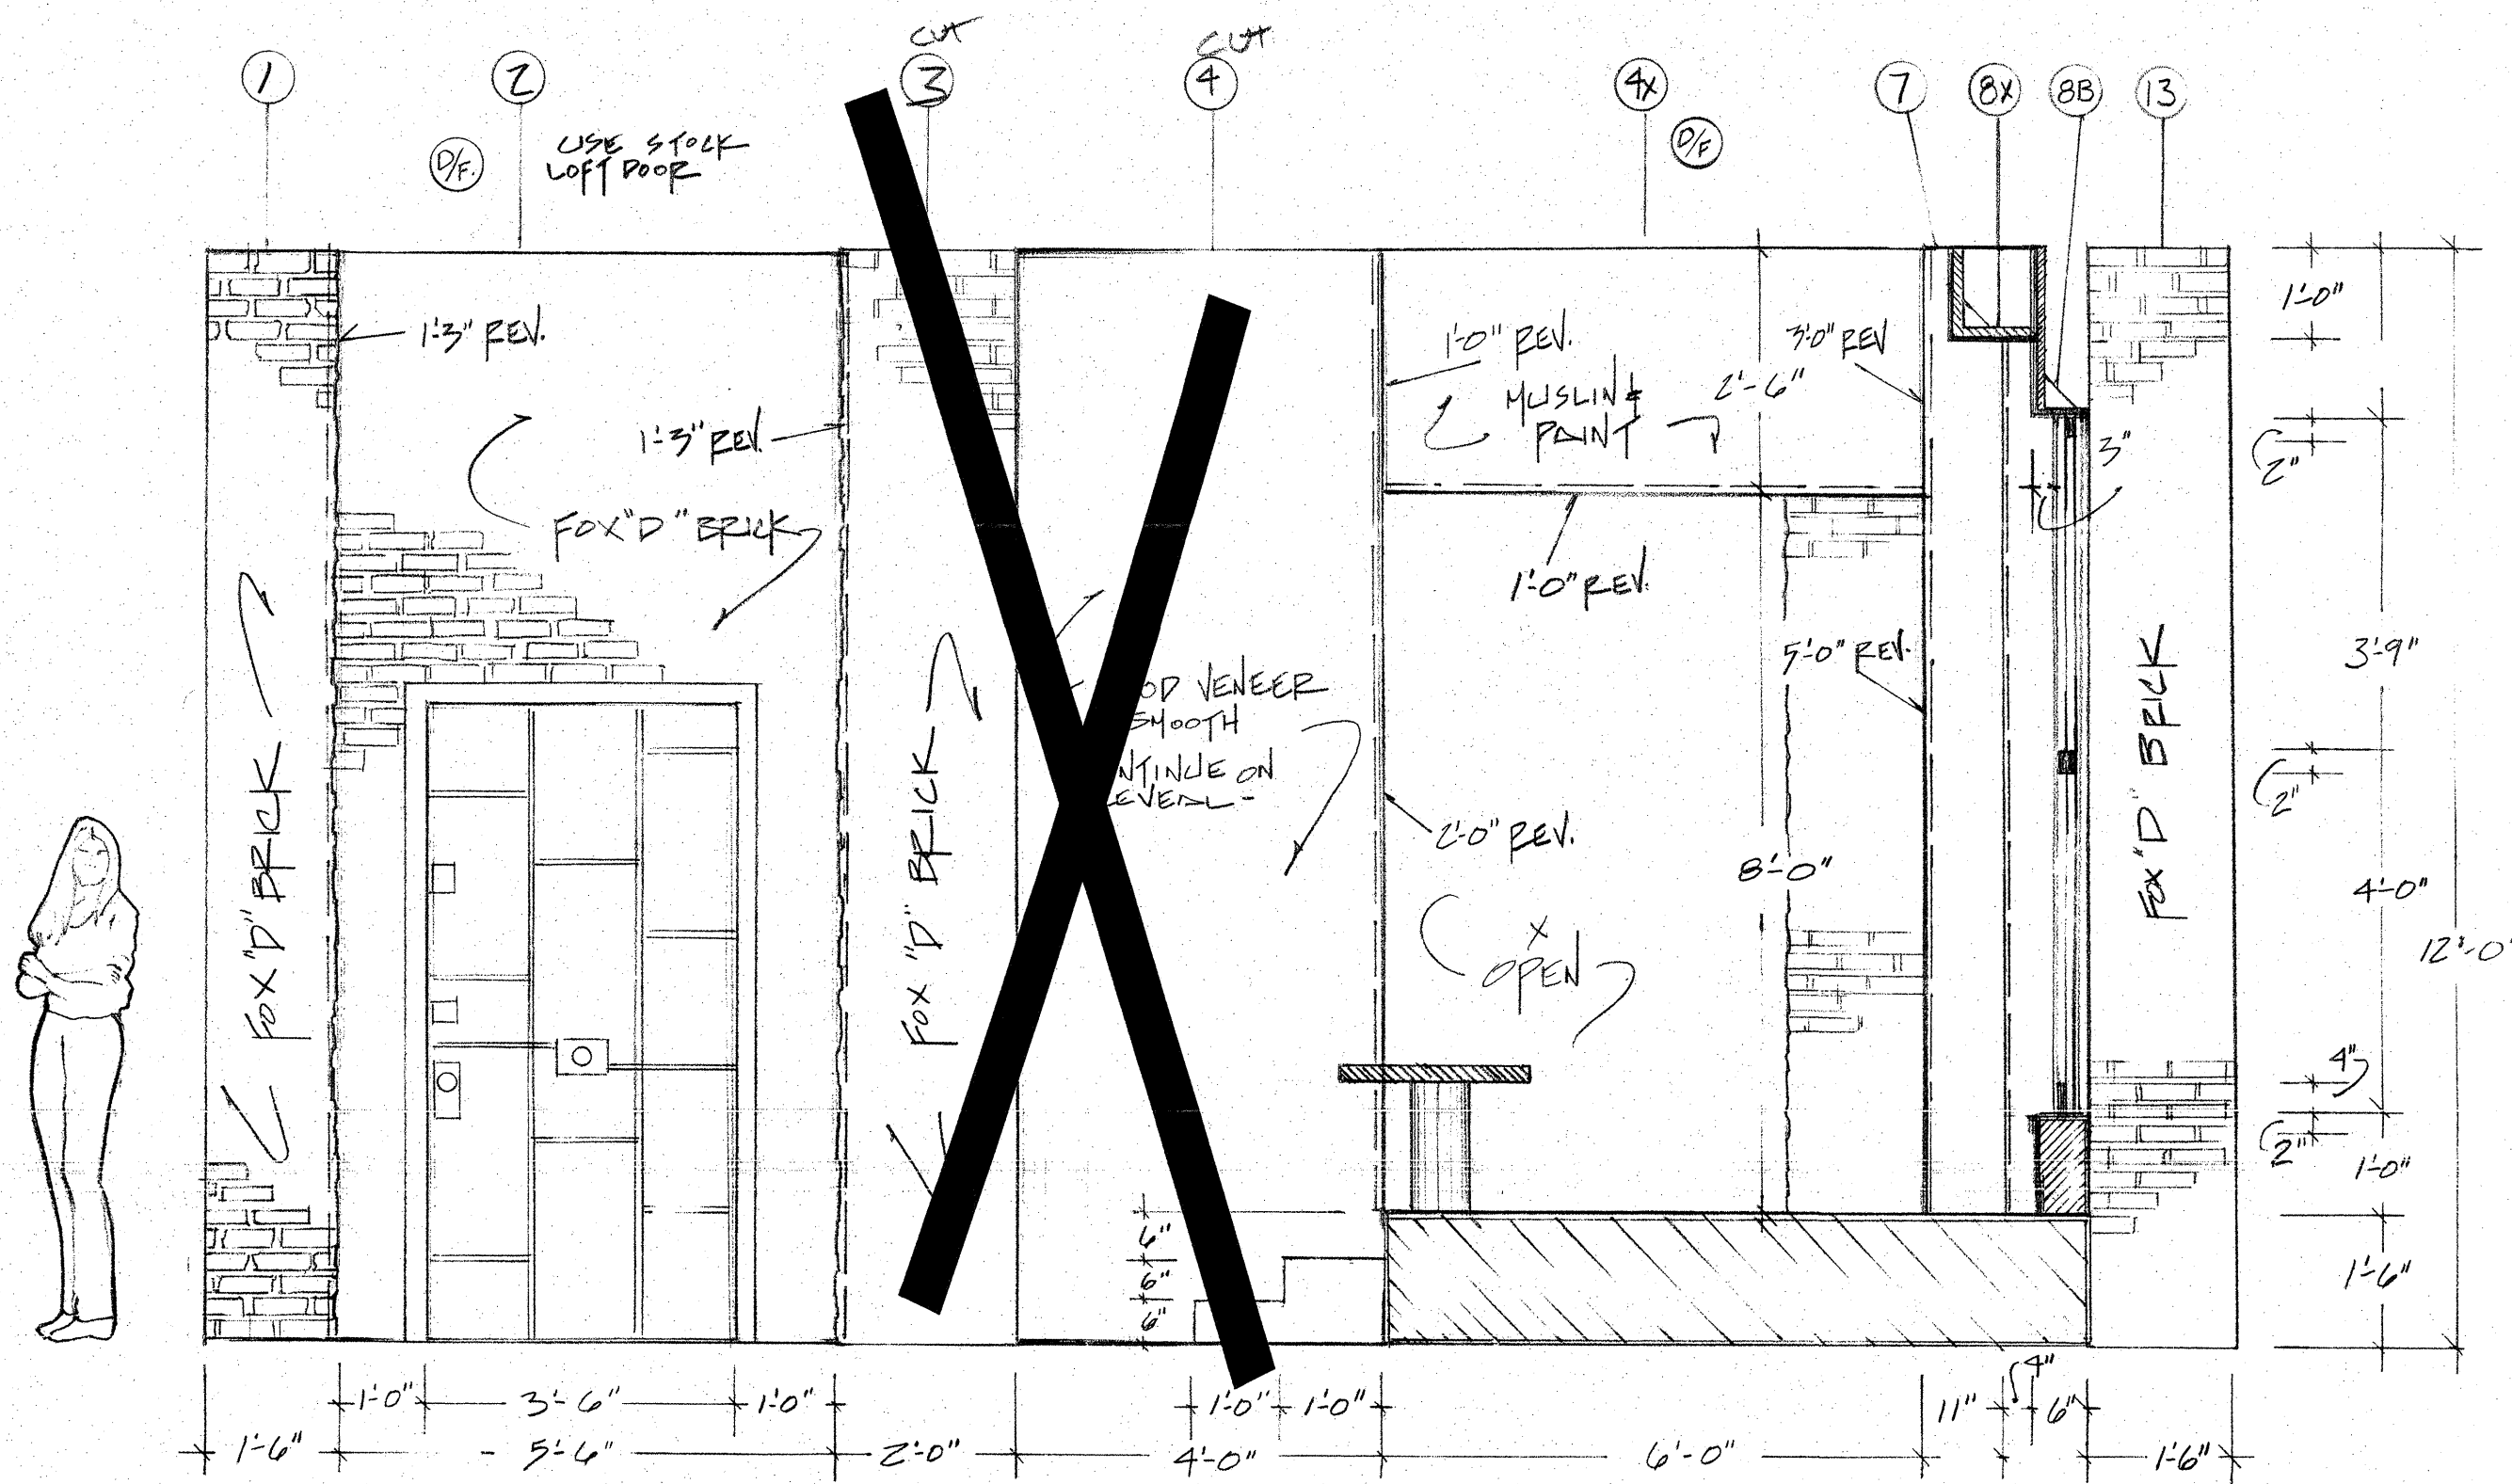 CUT
CUT
1
2
3
4
4X
7
8X
8B
13
D/F.
USE STOCK
LOFT DOOR
D/F
1'-0"
1'-3" REV.
1'-0" REV.
3'-0" REV
2'-6"
MUSLIN &
PAINT
1'-3" REV.
3"
2"
FOX "D" BRICK
1'-0" REV.
5'-0" REV.
3'-9"
VENEER
SMOOTH
ON
2"
2'-0" REV.
8'-0"
4'-0"
FOX "D" BRICK
FOX "D" BRICK
FOX "D" BRICK
X
OPEN
12'-0"
4"
2"
1'-0"
6"
6"
6"
1'-6"
1'-0"
3'-6"
1'-0"
1'-0"
1'-0"
11"
4"
6"
1'-6"
5'-6"
2'-0"
4'-0"
6'-0"
1'-6"